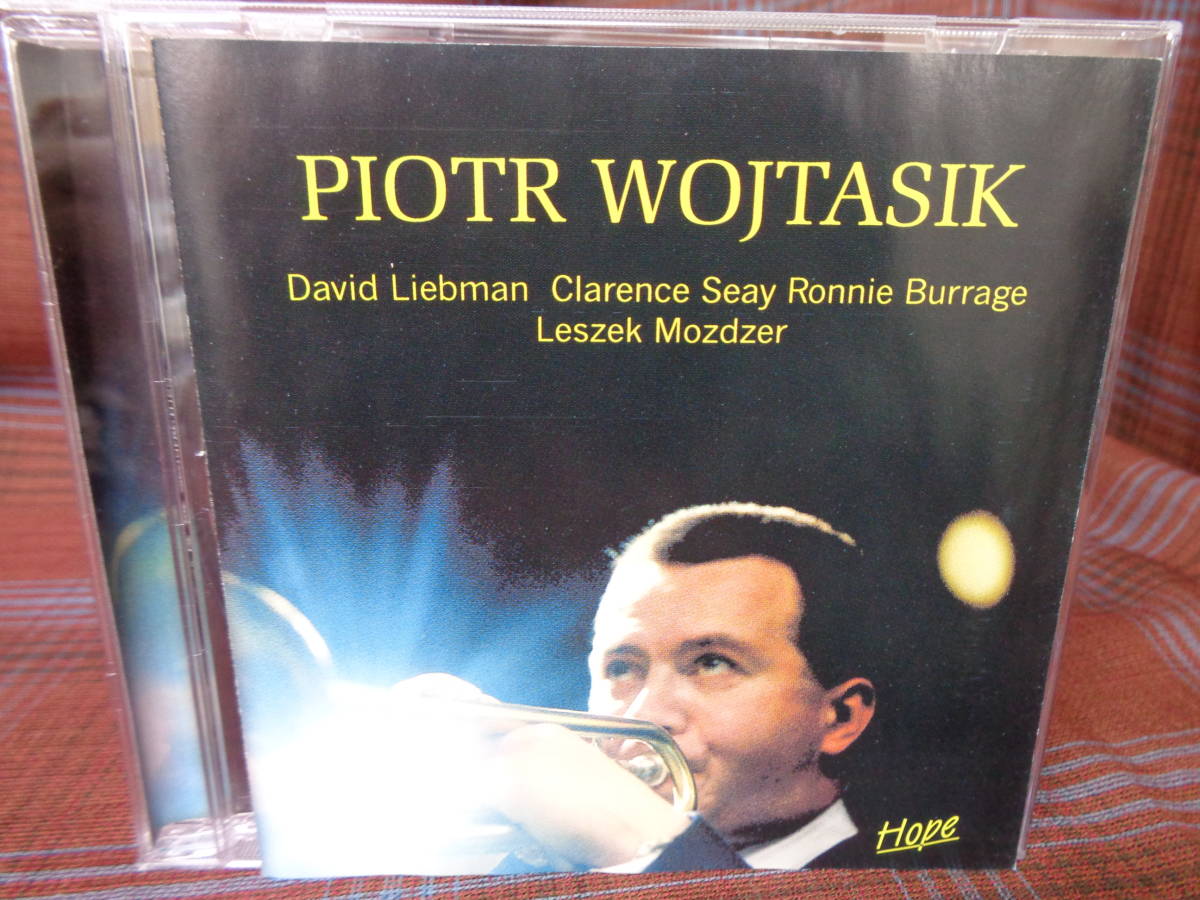 PIOTR WOJTASIK
David Liebman Clarence Seay Ronnie Burrage
Leszek Mozdzer
Hope